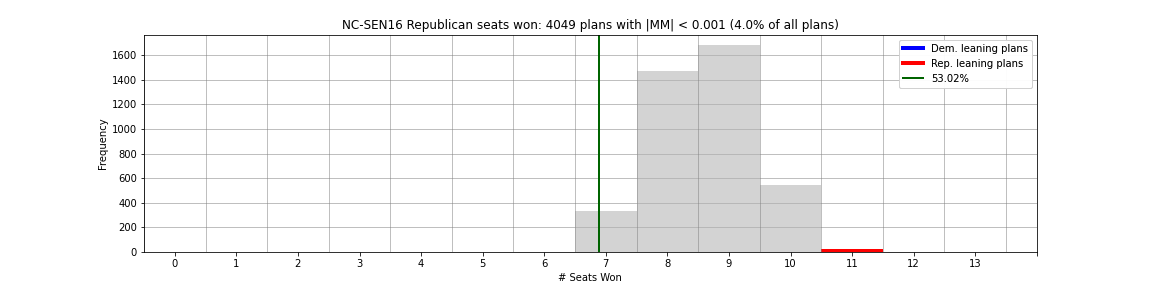 NC-SEN16 Republican seats won: 4049 plans with |MM| < 0.001 (4.0% of all plans)
Dem. leaning plans
Rep. leaning plans
53.02%
Frequency
1600
1400
1200
1000
800
600
400
200
0
0 1 2 3 4 5 6 7 8 9 10 11 12 13
# Seats Won